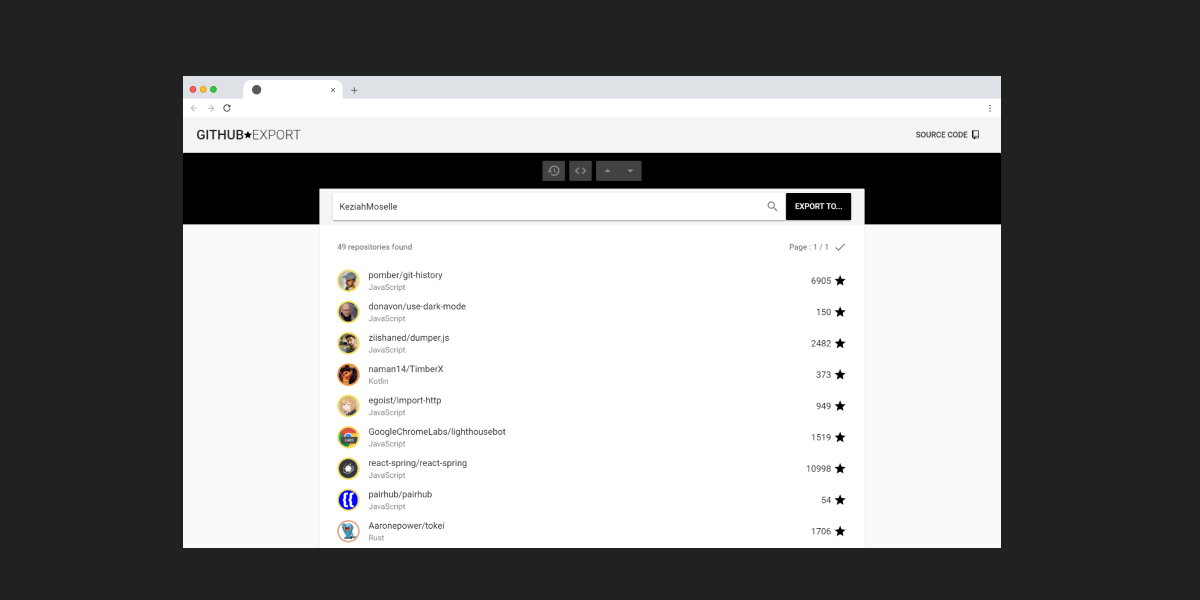 GITHUB★EXPORT
SOURCE CODE
KeziahMoselle
EXPORT TO...
49 repositories found
Page : 1 / 1
pomber/git-history
6905
JavaScript
donavon/use-dark-mode
150
JavaScript
ziishaned/dumper.js
2482
JavaScript
naman14/TimberX
373
Kotlin
egoist/import-http
949
JavaScript
GoogleChromeLabs/lighthousebot
1519
JavaScript
react-spring/react-spring
10998
JavaScript
pairhub/pairhub
54
JavaScript
Aaronepower/tokei
1706
Rust